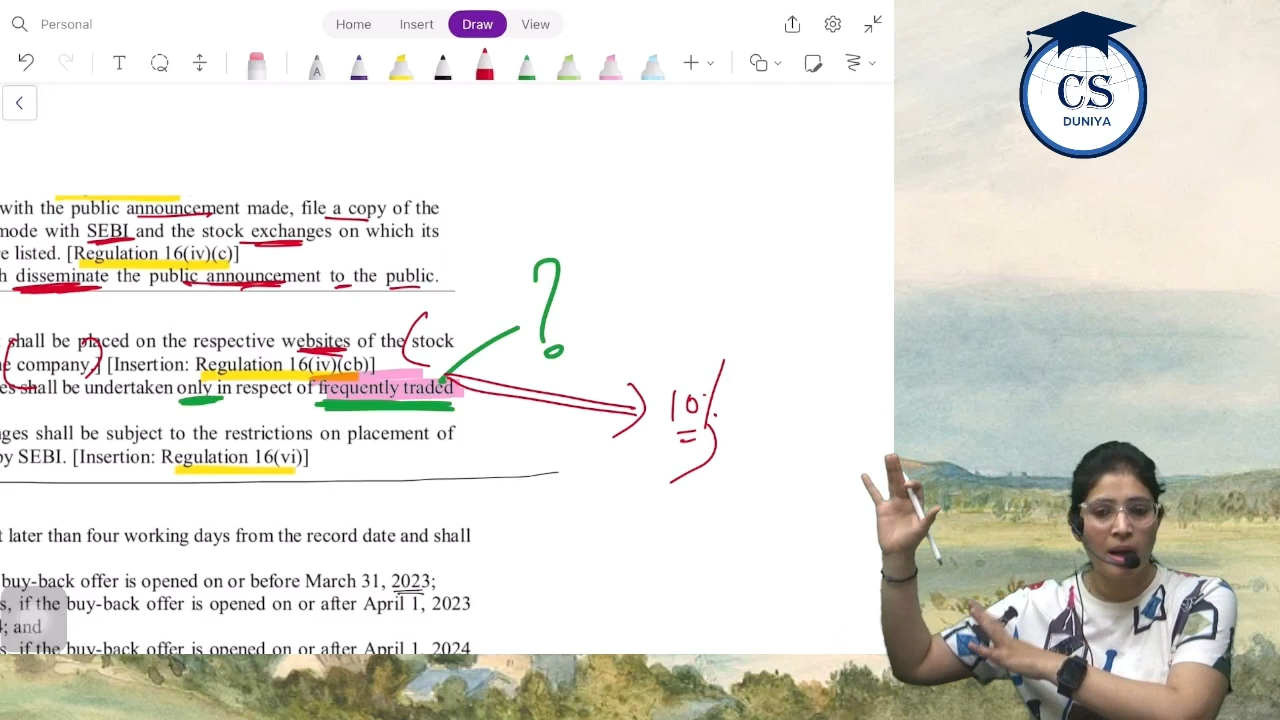 Personal
Home Insert Draw View
with the public announcement made, file a copy of the
mode with SEBI and the stock exchanges on which its
listed. [Regulation 16(iv)(c)]
disseminate the public announcement to the public.
shall be placed on the respective websites of the stock
company,] [Insertion: Regulation 16(iv)(cb)]
shall be undertaken only in respect of frequently traded
shall be subject to the restrictions on placement of
by SEBI. [Insertion: Regulation 16(vi)]
later than four working days from the record date and shall
buy-back offer is opened on or before March 31, 2023;
if the buy-back offer is opened on or after April 1, 2023
and
if the buy-back offer is opened on or after April 1, 2024
?
10%
CS
DUNIYA